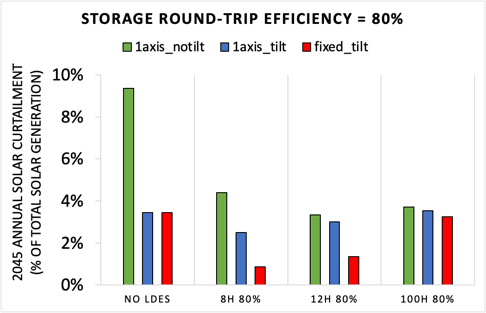 STORAGE ROUND-TRIP EFFICIENCY = 80%
1axis_notilt 1axis_tilt fixed_tilt
2045 ANNUAL SOLAR CURTAILMENT
(% OF TOTAL SOLAR GENERATION)
10%
8%
6%
4%
2%
0%
NO LDES 8H 80% 12H 80% 100H 80%